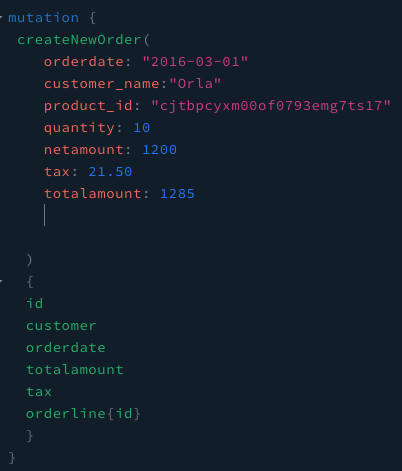 mutation {
createNewOrder(
orderdate: "2016-03-01"
customer_name:"Orla"
product_id: "cjtbpcyxm00of0793emg7ts17"
quantity: 10
netamount: 1200
tax: 21.50
totalamount: 1285
)
{
id
customer
orderdate
totalamount
tax
orderline{id}
}
}